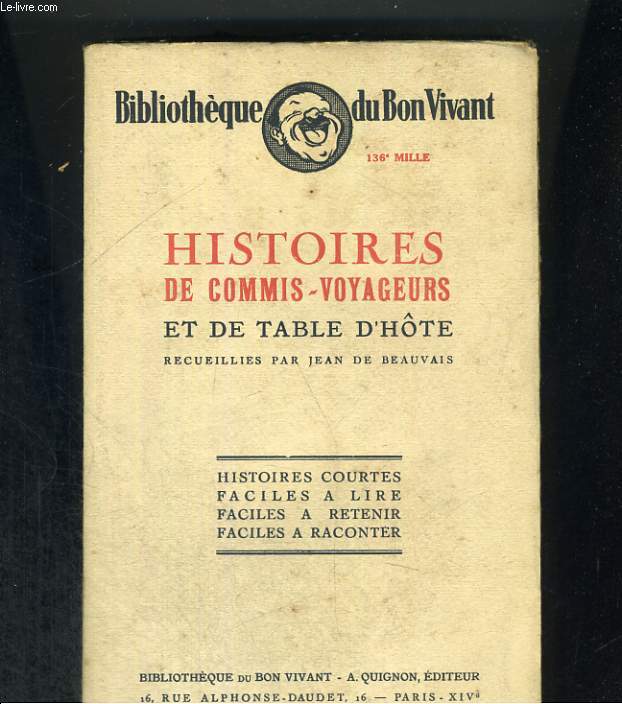 © Le-livre.com
Bibliothèque du Bon Vivant
136e MILLE
HISTOIRES
DE COMMIS-VOYAGEURS
ET DE TABLE D'HÔTE
RECUEILLIES PAR JEAN DE BEAUVAIS
HISTOIRES COURTES
FACILES A LIRE
FACILES A RETENIR
FACILES A RACONTER
BIBLIOTHÈQUE DU BON VIVANT - A. QUIGNON, ÉDITEUR
16, RUE ALPHONSE-DAUDET, 16 — PARIS-XIVe